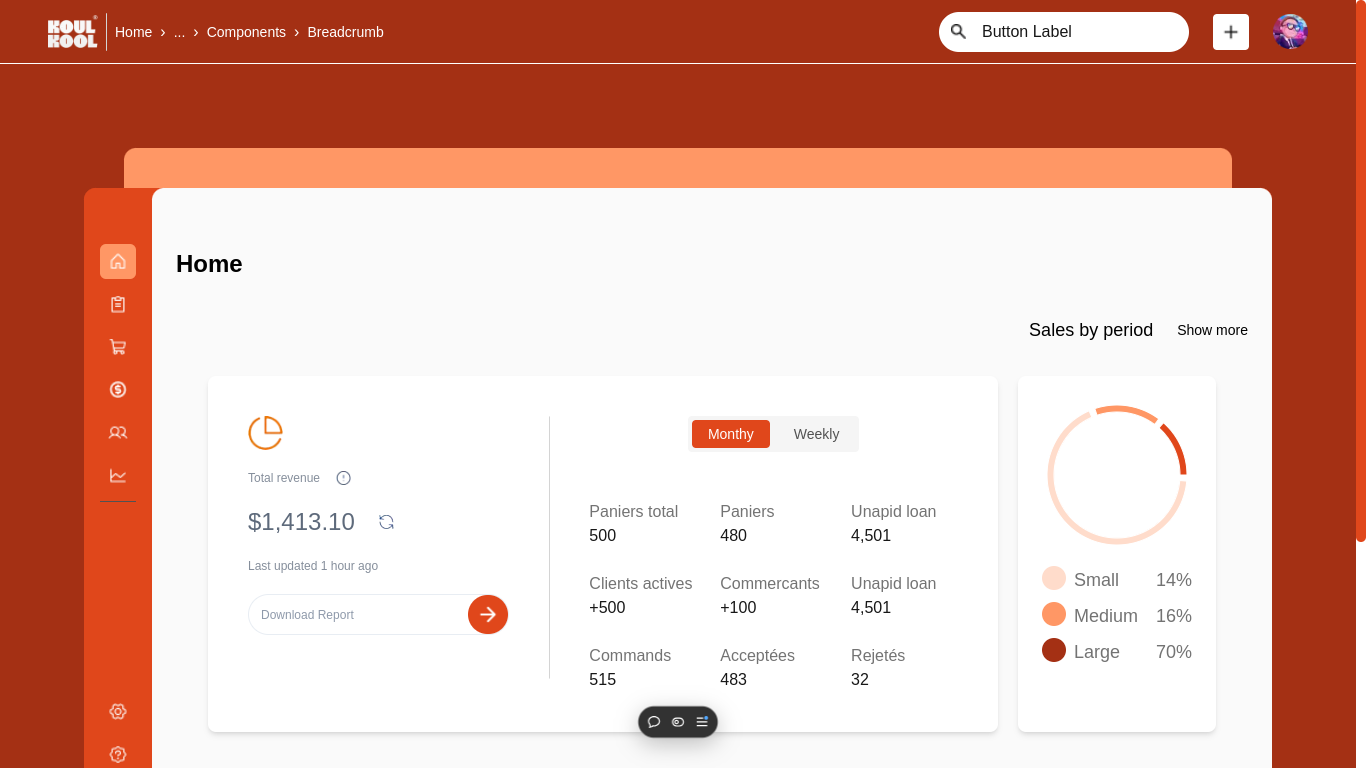 KOUL
KOOL
Home › ... › Components › Breadcrumb
Button Label
Home
Sales by period Show more
Total revenue
$1,413.10
Last updated 1 hour ago
Download Report
Monthy Weekly
Paniers total Paniers Unapid loan
500 480 4,501
Clients actives Commercants Unapid loan
+500 +100 4,501
Commands Acceptées Rejetés
515 483 32
Small 14%
Medium 16%
Large 70%